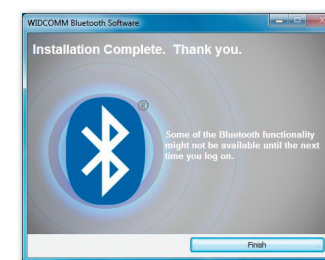 WIDCOMM Bluetooth Software
Installation Complete. Thank you.
®
Some of the Bluetooth functionality
might not be available until the next
time you log on.
Finish